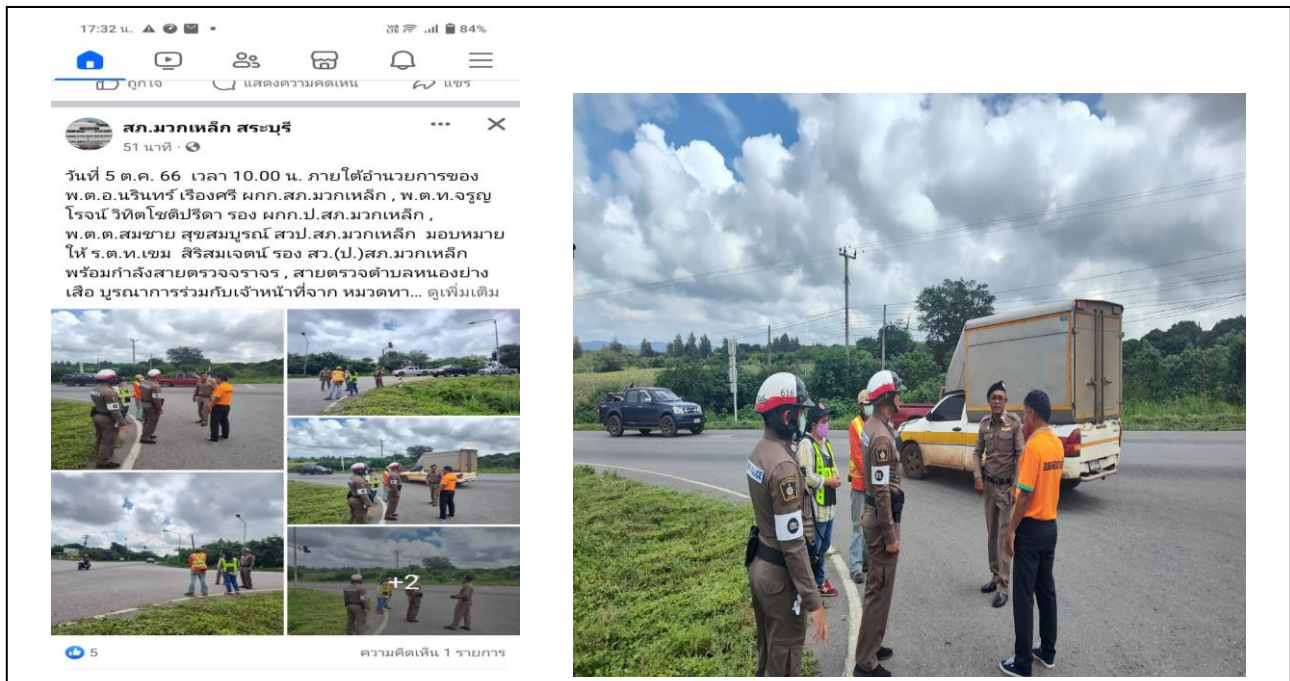 17:32 น.
84%
ถูกใจ แสดงความคิดเห็น แชร์
สภ.มวกเหล็ก สระบุรี
51 นาที
วันที่ 5 ต.ค. 66 เวลา 10.00 น. ภายใต้อำนวยการของ
พ.ต.อ.นรินทร์ เรืองศรี ผกก.สภ.มวกเหล็ก , พ.ต.ท.จรูญ
โรจน์ วิทิตโชติปรีดา รอง ผกก.ป.สภ.มวกเหล็ก ,
พ.ต.ต.สมชาย สุขสมบูรณ์ สวป.สภ.มวกเหล็ก มอบหมาย
ให้ ร.ต.ท.เขม สิริสมเจตน์ รอง สว.(ป.)สภ.มวกเหล็ก
พร้อมกำลังสายตรวจจราจร , สายตรวจตำบลหนองย่าง
เสือ บูรณาการร่วมกับเจ้าหน้าที่จาก หมวดทา... ดูเพิ่มเติม
+2
5
ความคิดเห็น 1 รายการ
616